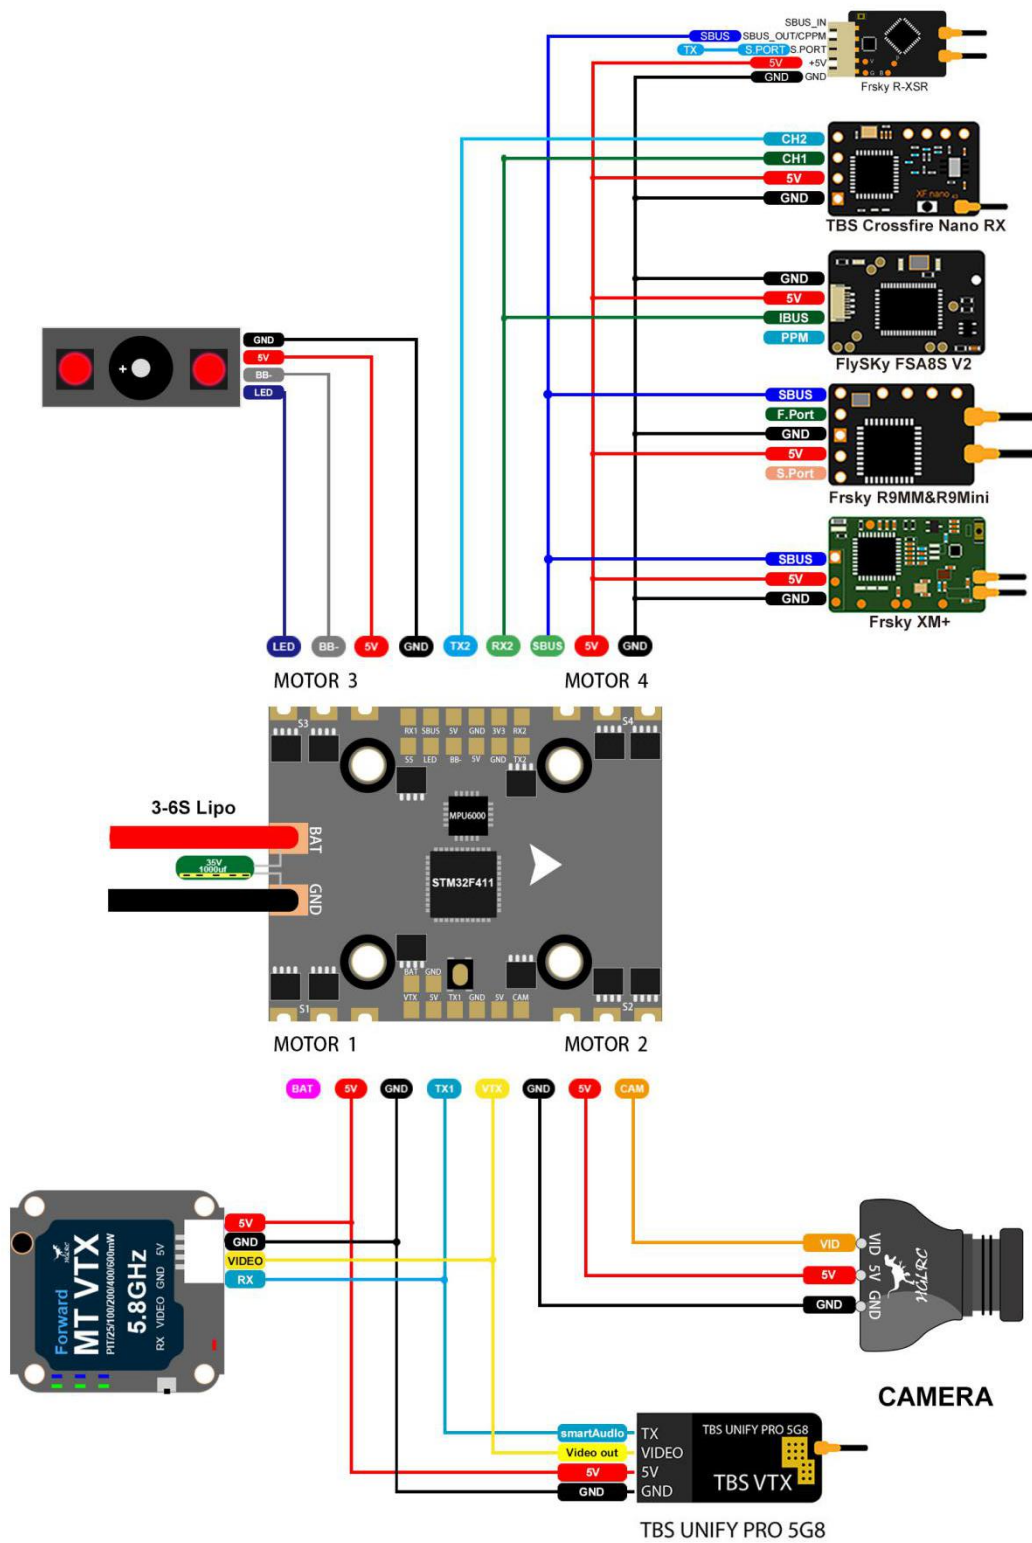 SBUS_IN
SBUS SBUS_OUT/CPPM
TX S.PORT S.PORT
5V +5V
GND GND
Frsky R-XSR
CH2
CH1
5V
GND
XF nano
TBS Crossfire Nano RX
GND
5V
IBUS
PPM
FlySKy FSA8S V2
GND
5V
BB-
LED
+
SBUS
F.Port
GND
5V
S.Port
Frsky R9MM&R9Mini
SBUS
5V
GND
Frsky XM+
LED BB- 5V GND TX2 RX2 SBUS 5V GND
MOTOR 3 MOTOR 4
S3 S4
RX1 SBUS 5V GND 3V3 RX2
S5 LED BB- 5V GND TX2
3-6S Lipo
MPU6000
BAT
35V
1000uf
STM32F411
GND
BAT GND
VTX 5V TX1 GND 5V CAM
S1 S2
MOTOR 1 MOTOR 2
BAT 5V GND TX1 VTX GND 5V CAM
5V
GND
VIDEO
RX
Forward
MT VTX
PIT/25/100/200/400/600mW
5.8GHz
RX VIDEO GND 5V
HGLRC
VID VID
5V 5V
GND GND
HGLRC
CAMERA
smartAudio TX
Video out VIDEO
5V 5V
GND GND
TBS UNIFY PRO 5G8
TBS VTX
TBS UNIFY PRO 5G8